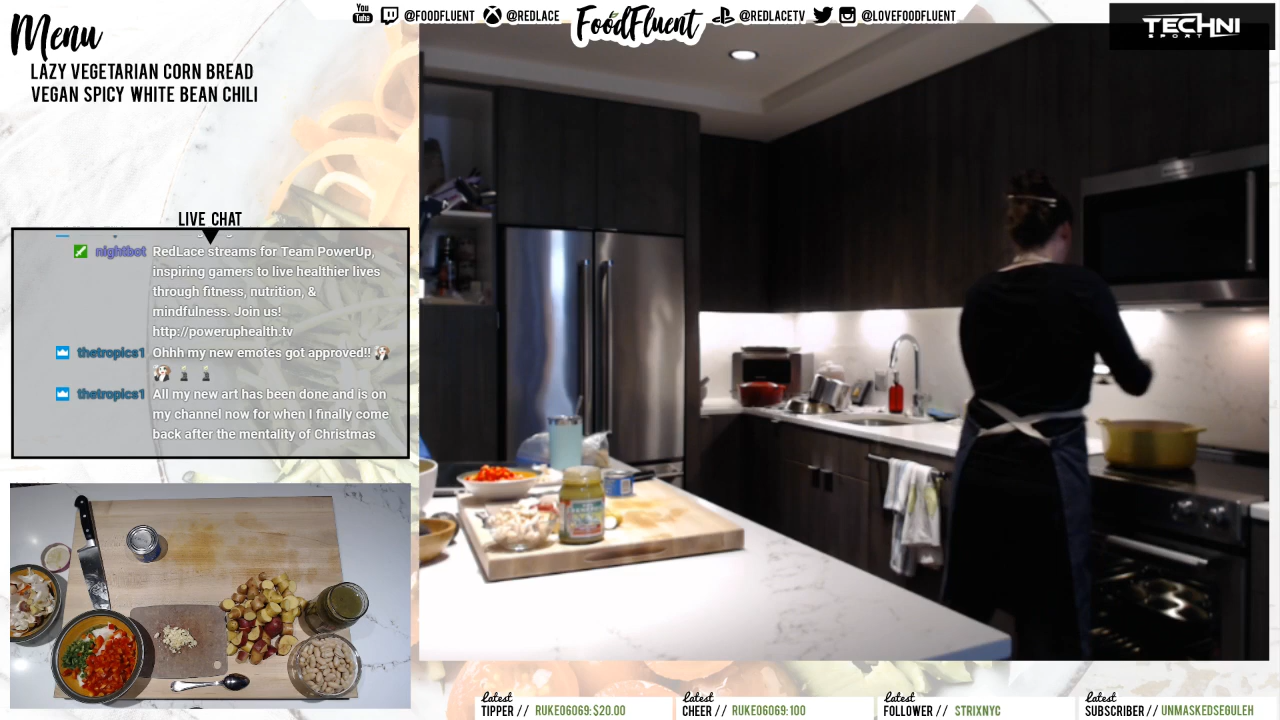 You Tube @FOODFLUENT @REDLACE FoodFluent @REDLACETV @LOVEFOODFLUENT
TECHNI
SPORT
Menu
LAZY VEGETARIAN CORN BREAD
VEGAN SPICY WHITE BEAN CHILI
LIVE CHAT
nightbot RedLace streams for Team PowerUp,
inspiring gamers to live healthier lives
through fitness, nutrition, &
mindfulness. Join us!
http://poweruphealth.tv
thetropics1 Ohhh my new emotes got approved!!
thetropics1 All my new art has been done and is on
my channel now for when I finally come
back after the mentality of Christmas
Latest
TIPPER // RUKE06069: $20.00
Latest
CHEER // RUKE06069: 100
Latest
FOLLOWER // STRIXNYC
Latest
SUBSCRIBER // UNMASKEDSEGULEH